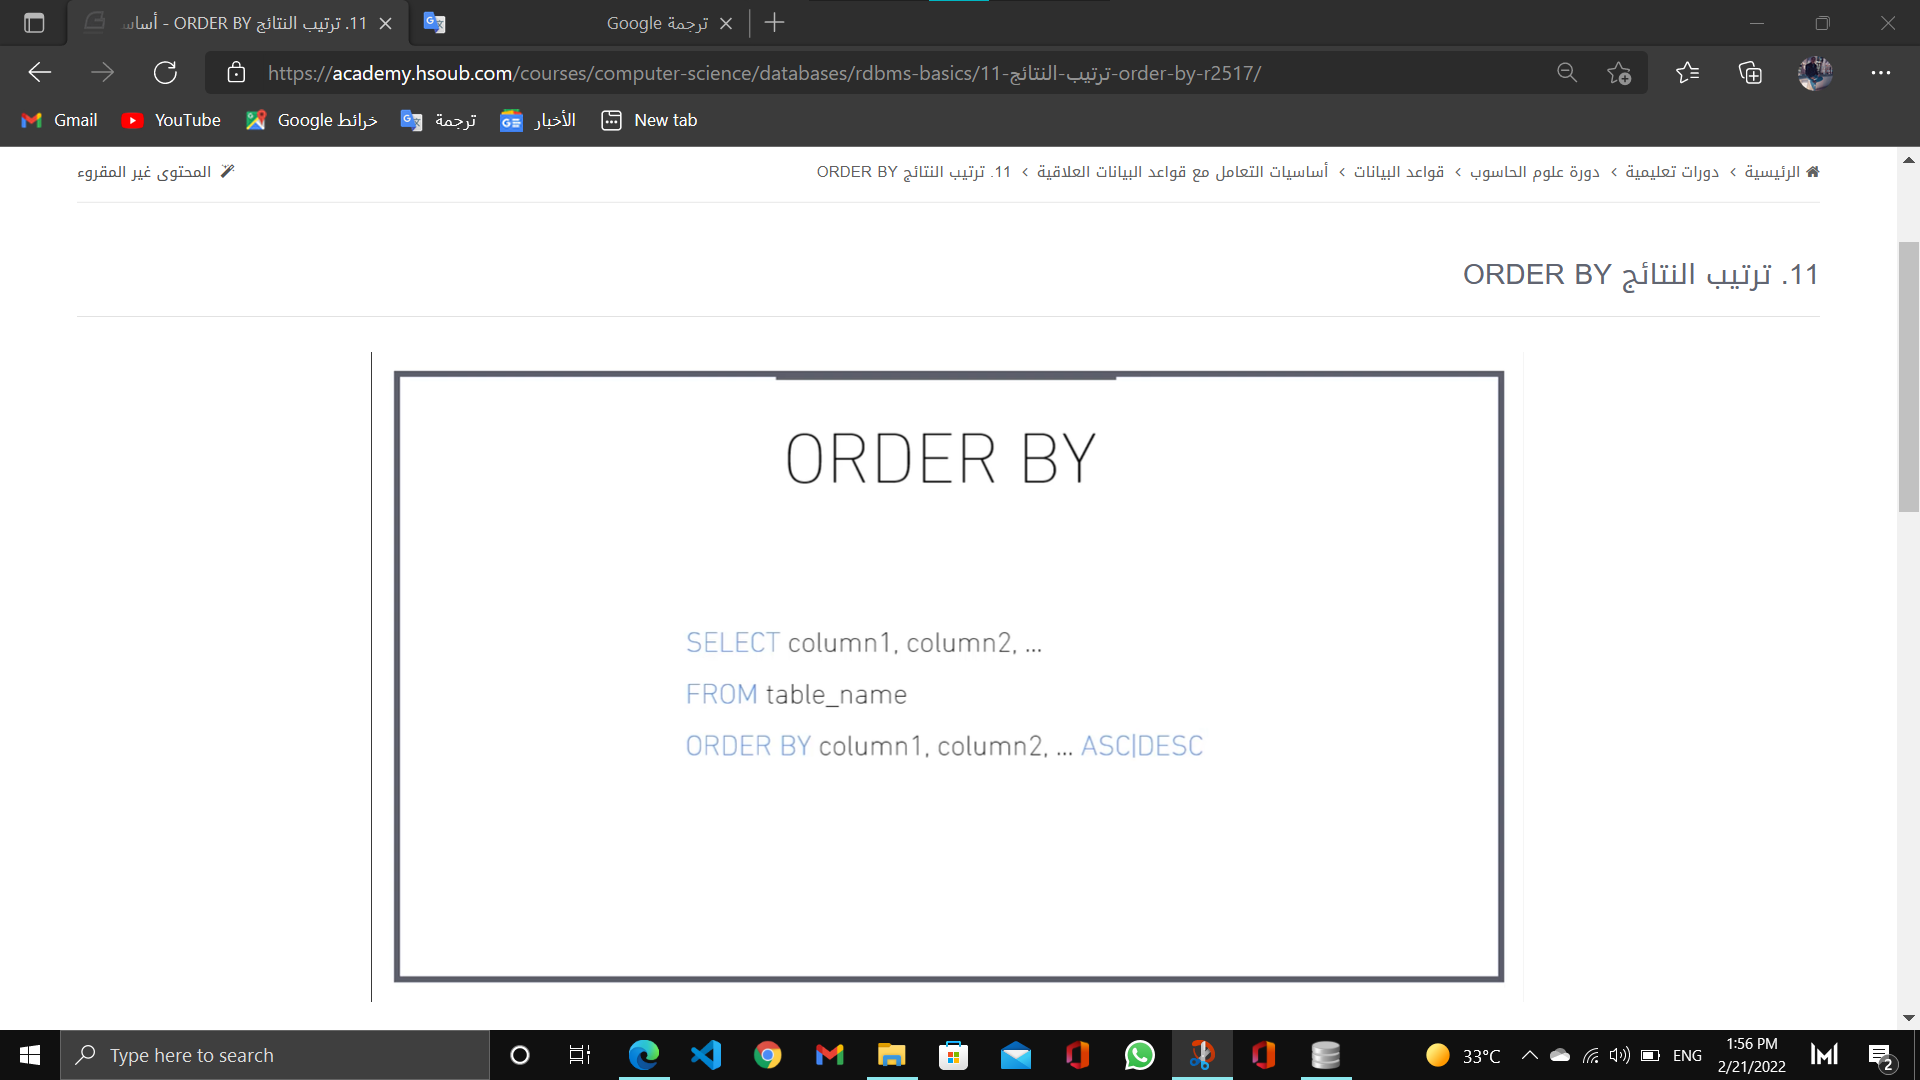 11. ترتيب النتائج ORDER BY - أساس
ترجمة Google
https://academy.hsoub.com/courses/computer-science/databases/rdbms-basics/11-ترتيب-النتائج-order-by-r2517/
Gmail
YouTube
خرائط Google
ترجمة
الأخبار
New tab
الرئيسية › دورات تعليمية › دورة علوم الحاسوب › قواعد البيانات › أساسيات التعامل مع قواعد البيانات العلاقية › 11. ترتيب النتائج ORDER BY
المحتوى غير المقروء
11. ترتيب النتائج ORDER BY
ORDER BY
SELECT column1, column2, ...
FROM table_name
ORDER BY column1, column2, ... ASC|DESC
Type here to search
33°C
ENG
1:56 PM
2/21/2022
2